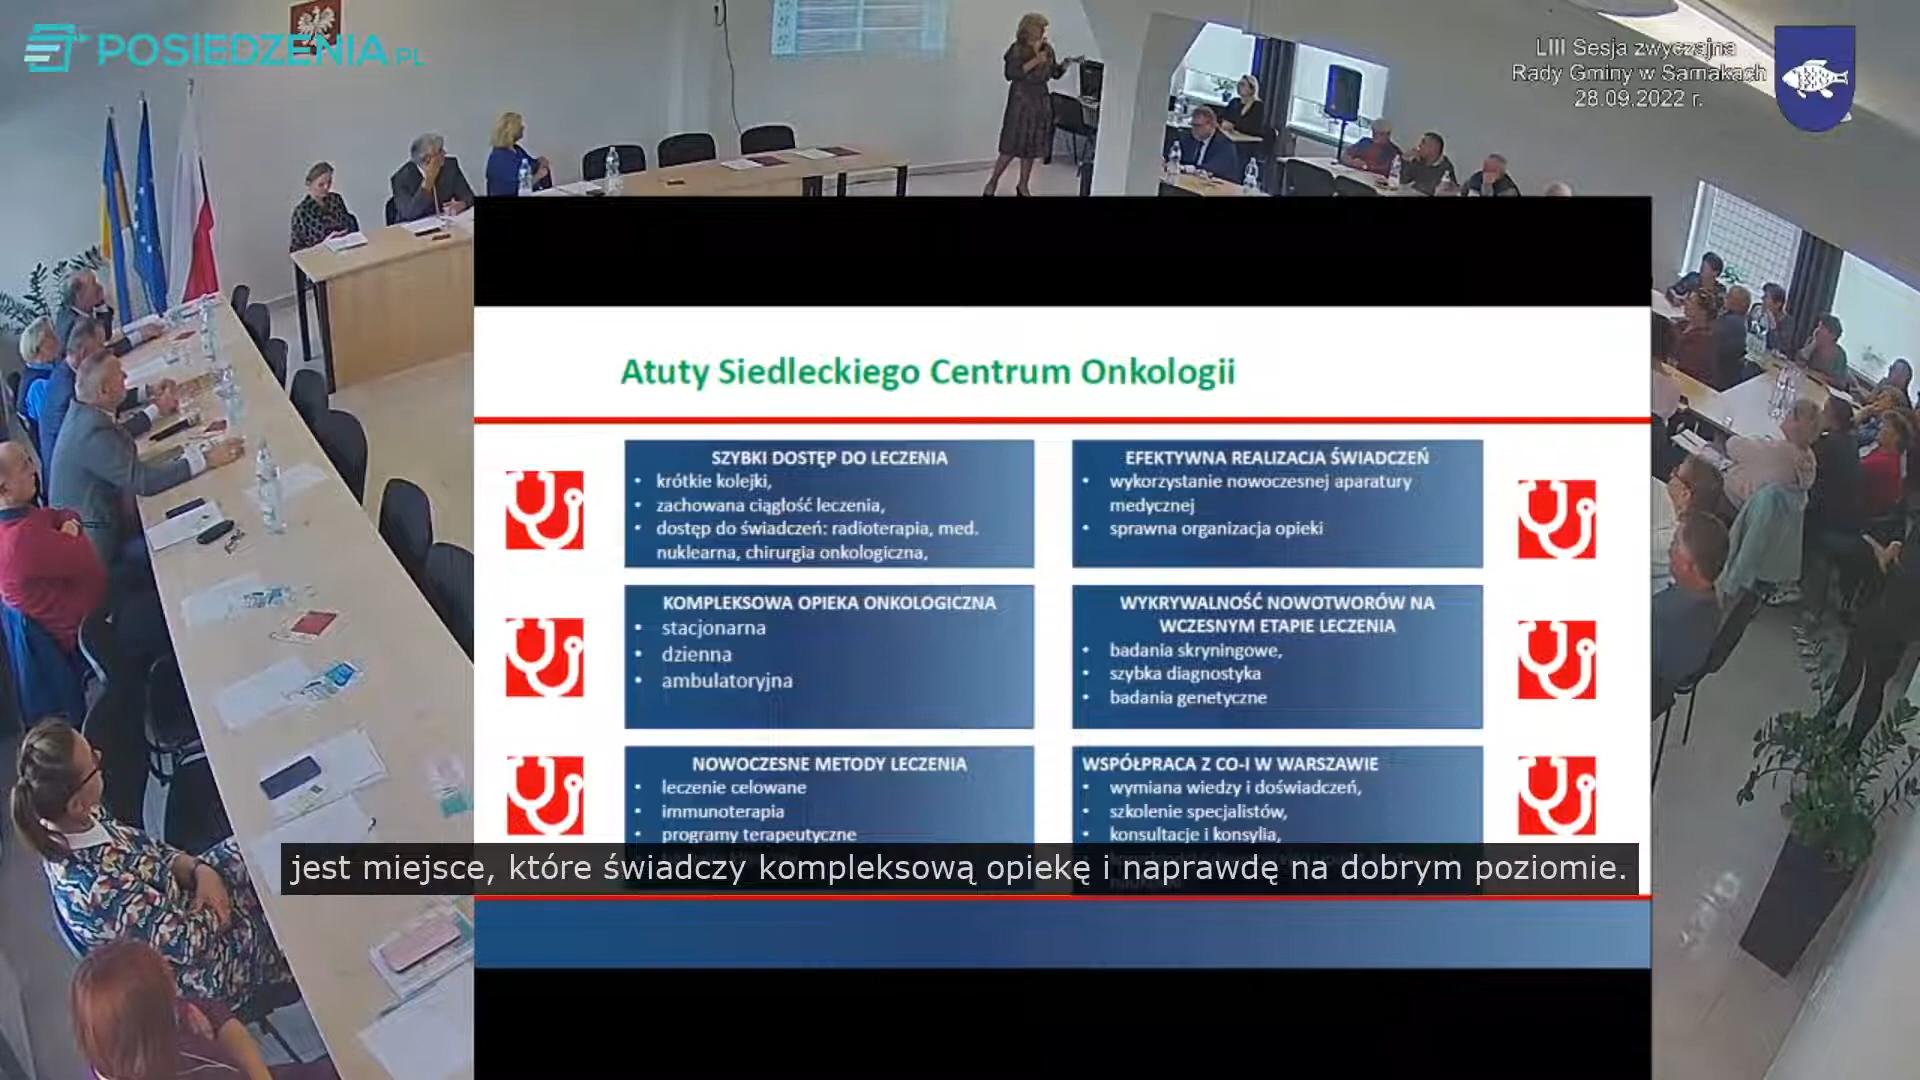 POSIEDZENIA.PL
LIII Sesja zwyczajna
Rady Gminy w Sarnakach
28.09.2022 r.
Atuty Siedleckiego Centrum Onkologii
SZYBKI DOSTĘP DO LECZENIA
• krótkie kolejki,
• zachowana ciągłość leczenia,
• dostęp do świadczeń: radioterapia, med.
nuklearna, chirurgia onkologiczna,
EFEKTYWNA REALIZACJA ŚWIADCZEŃ
• wykorzystanie nowoczesnej aparatury
medycznej
• sprawna organizacja opieki
KOMPLEKSOWA OPIEKA ONKOLOGICZNA
• stacjonarna
• dzienna
• ambulatoryjna
WYKRYWALNOŚĆ NOWOTWORÓW NA
WCZESNYM ETAPIE LECZENIA
• badania skryningowe,
• szybka diagnostyka
• badania genetyczne
NOWOCZESNE METODY LECZENIA
• leczenie celowane
• immunoterapia
• programy terapeutyczne
WSPÓŁPRACA Z CO-I W WARSZAWIE
• wymiana wiedzy i doświadczeń,
• szkolenie specjalistów,
• konsultacje i konsylia,
jest miejsce, które świadczy kompleksową opiekę i naprawdę na dobrym poziomie.